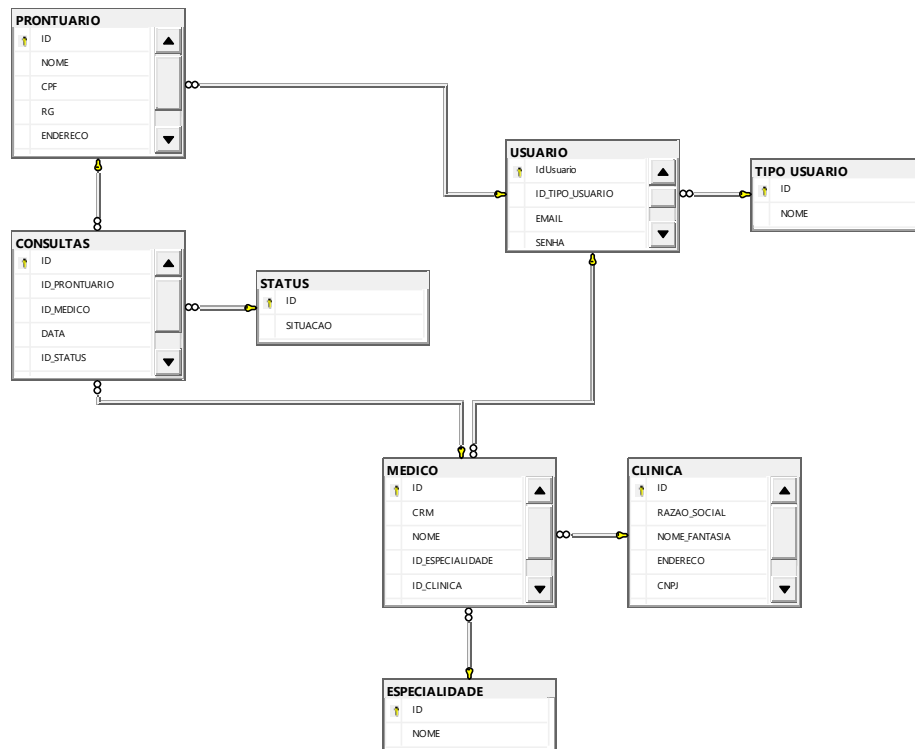 PRONTUARIO
ID
NOME
CPF
RG
ENDERECO
USUARIO
IdUsuario
ID_TIPO_USUARIO
EMAIL
SENHA
TIPO USUARIO
ID
NOME
CONSULTAS
ID
ID_PRONTUARIO
ID_MEDICO
DATA
ID_STATUS
STATUS
ID
SITUACAO
MEDICO
ID
CRM
NOME
ID_ESPECIALIDADE
ID_CLINICA
CLINICA
ID
RAZAO_SOCIAL
NOME_FANTASIA
ENDERECO
CNPJ
ESPECIALIDADE
ID
NOME